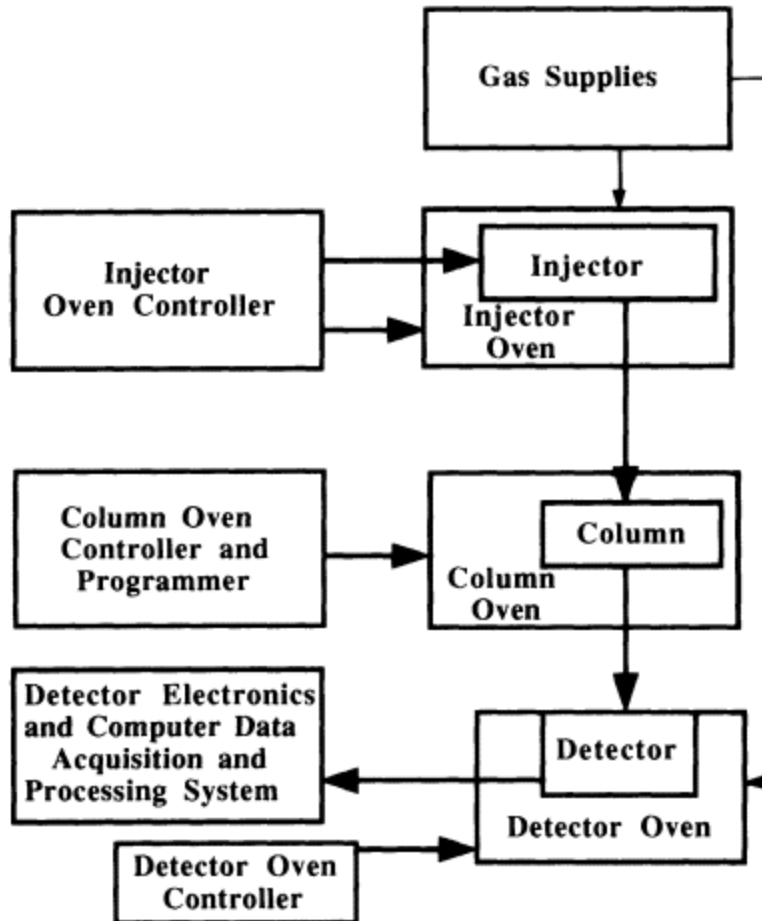 Gas Supplies
Injector
Oven Controller
Injector
Injector
Oven
Column Oven
Controller and
Programmer
Column
Column
Oven
Detector Electronics
and Computer Data
Acquisition and
Processing System
Detector
Detector Oven
Detector Oven
Controller